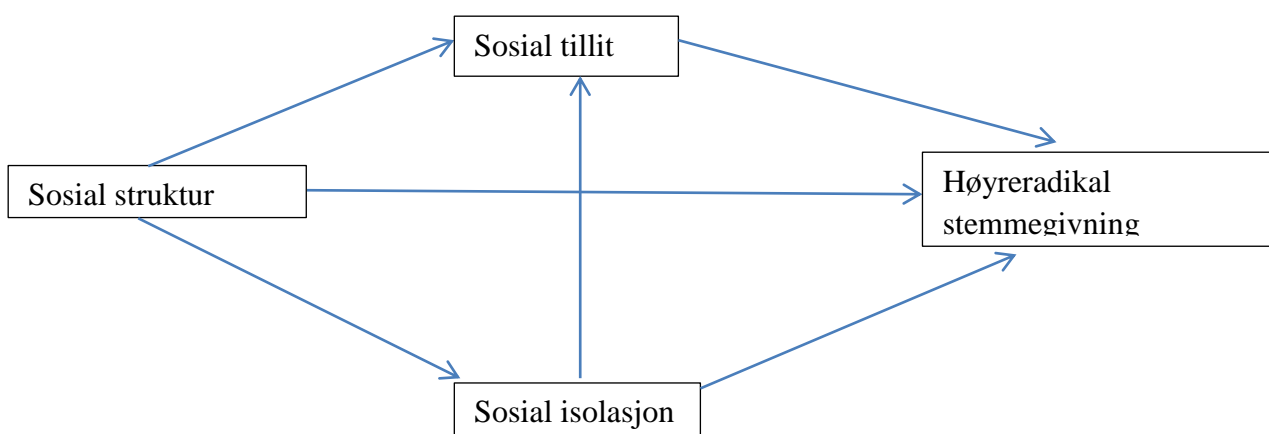 Sosial tillit
Sosial struktur
Høyreradikal
stemmegivning
Sosial isolasjon